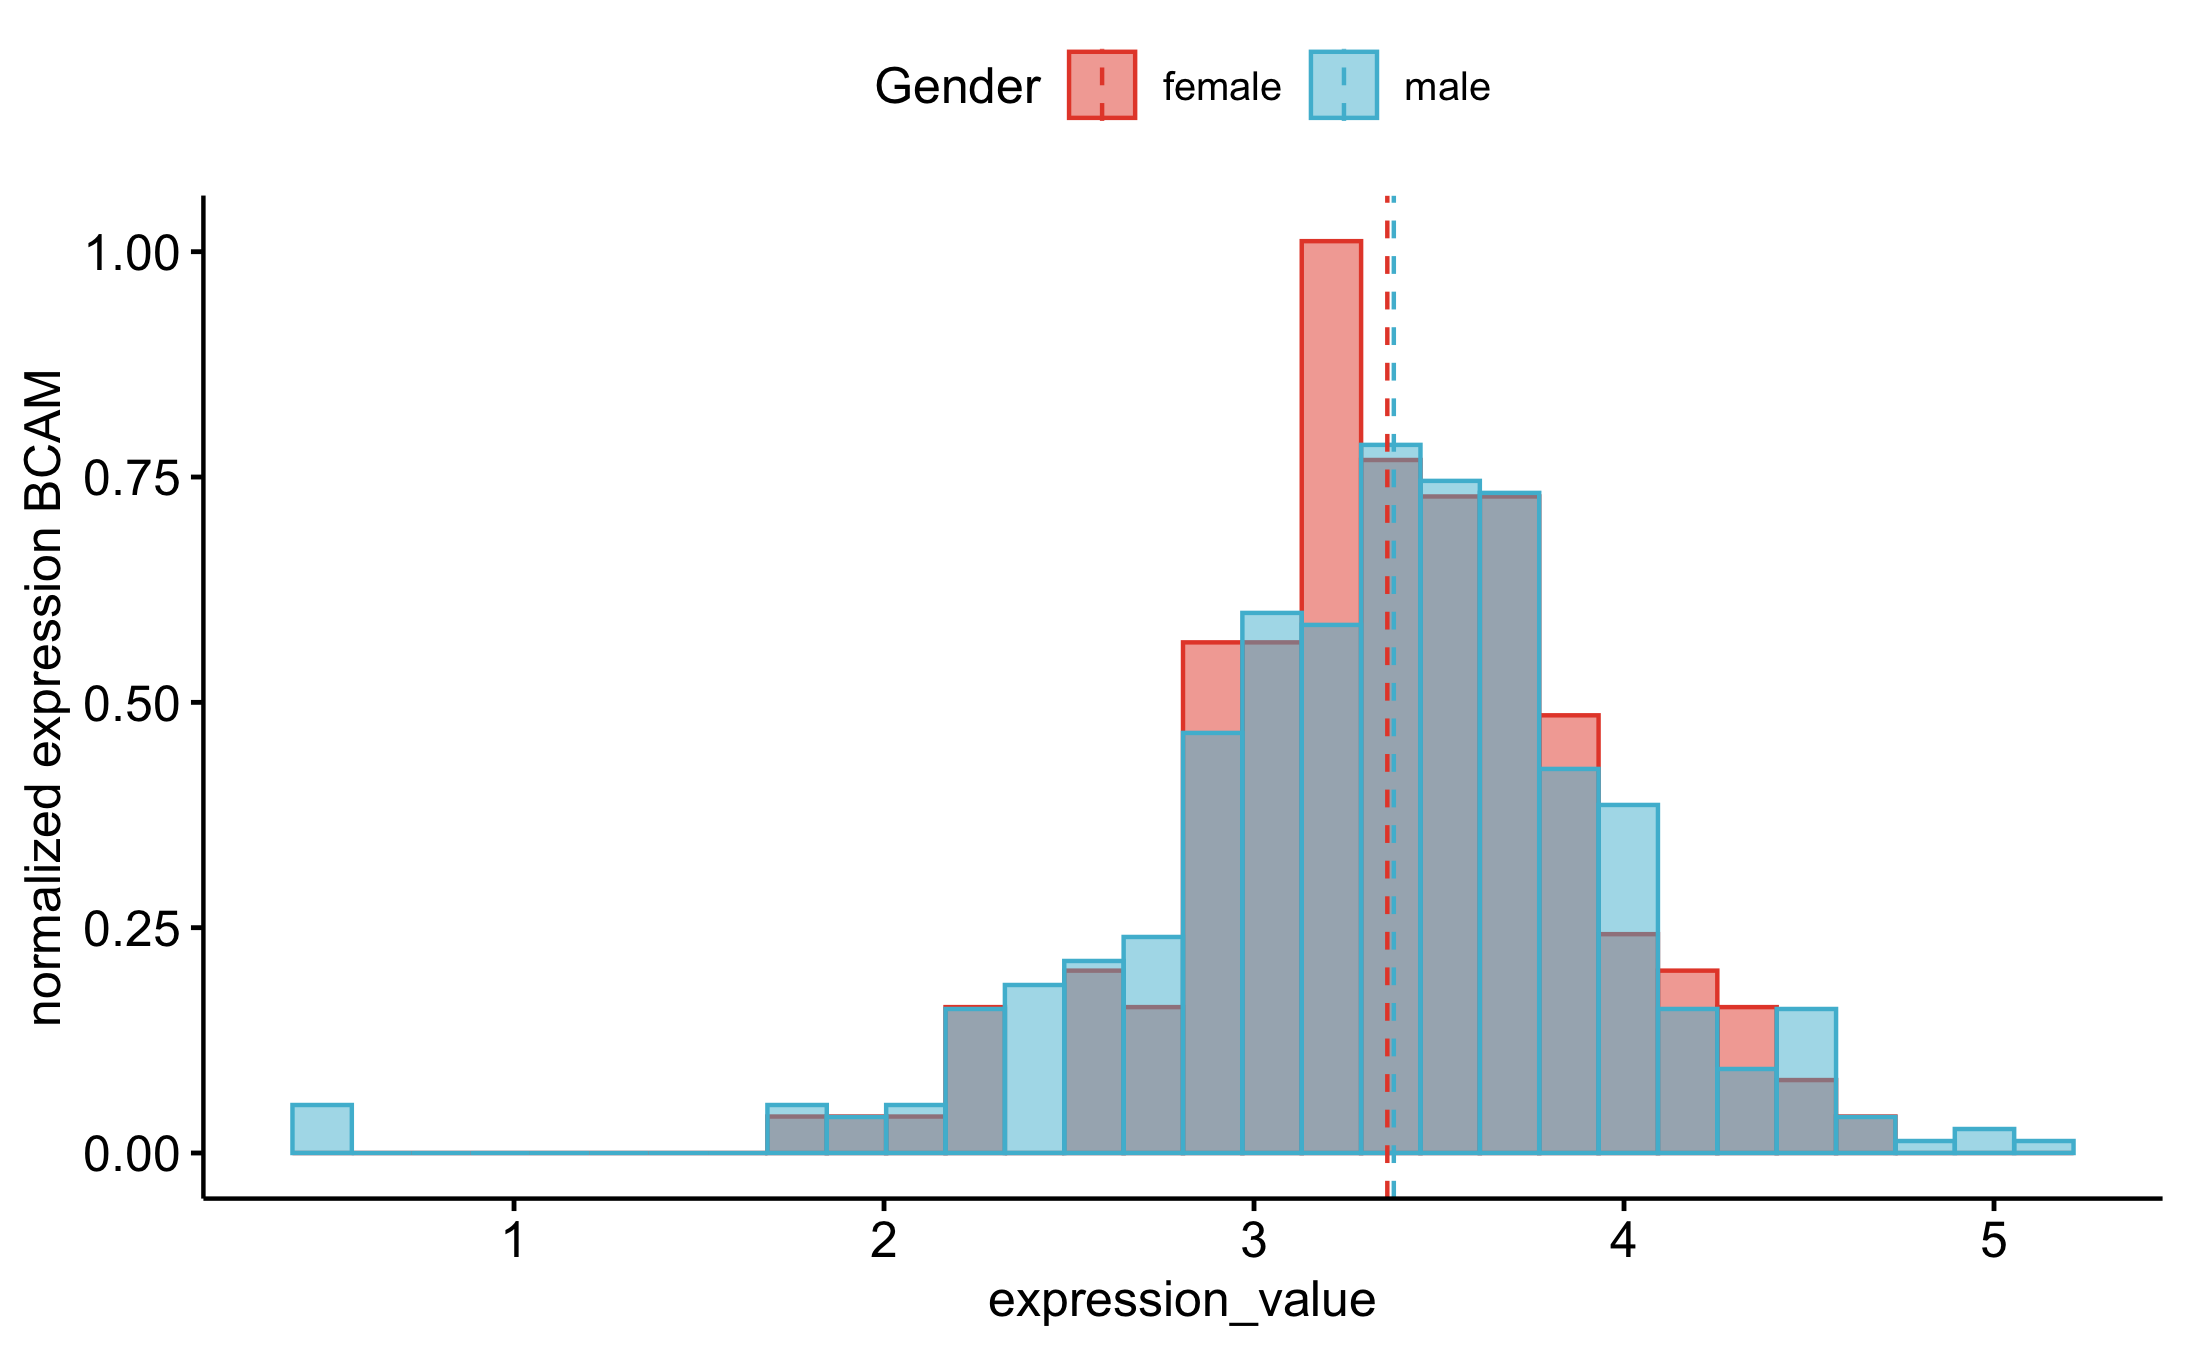 Gender female male
normalized expression BCAM
1.00
0.75
0.50
0.25
0.00
1 2 3 4 5
expression_value